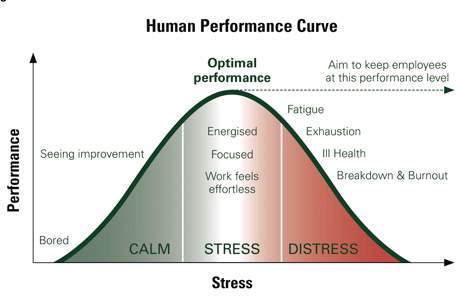 Human Performance Curve
Optimal
performance
Aim to keep employees
at this performance level
Fatigue
Energised
Exhaustion
Seeing improvement
Focused
Ill Health
Work feels
effortless
Breakdown & Burnout
Bored
CALM
STRESS
DISTRESS
Performance
Stress